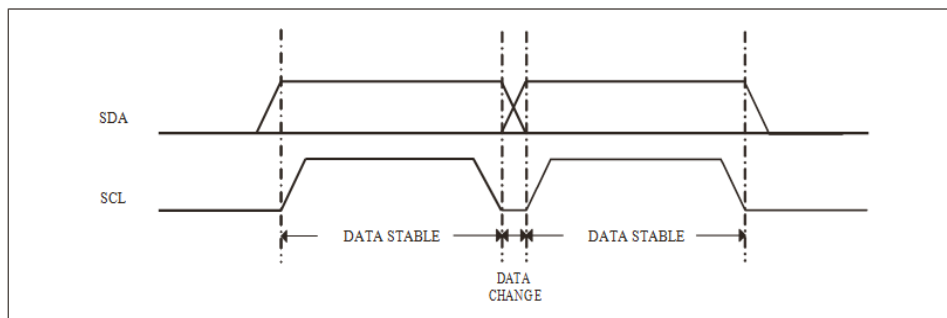 SDA
SCL
DATA STABLE
DATA STABLE
DATA
CHANGE